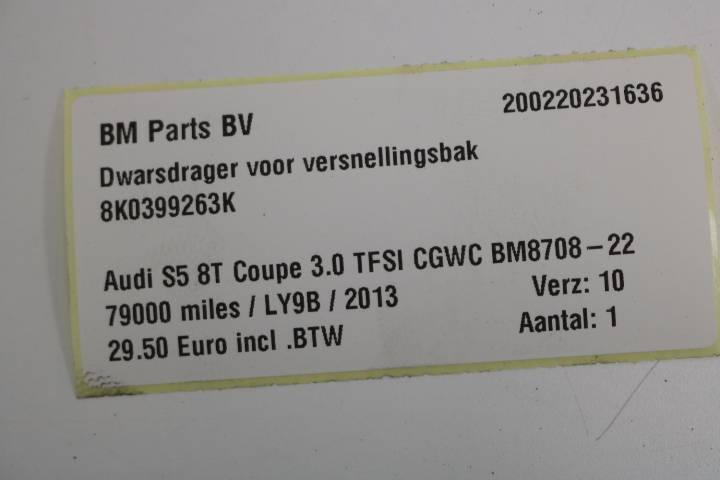 BM Parts BV 200220231636
Dwarsdrager voor versnellingsbak
8K0399263K
Audi S5 8T Coupe 3.0 TFSI CGWC BM8708-22
79000 miles / LY9B / 2013 Verz: 10
29.50 Euro incl .BTW Aantal: 1